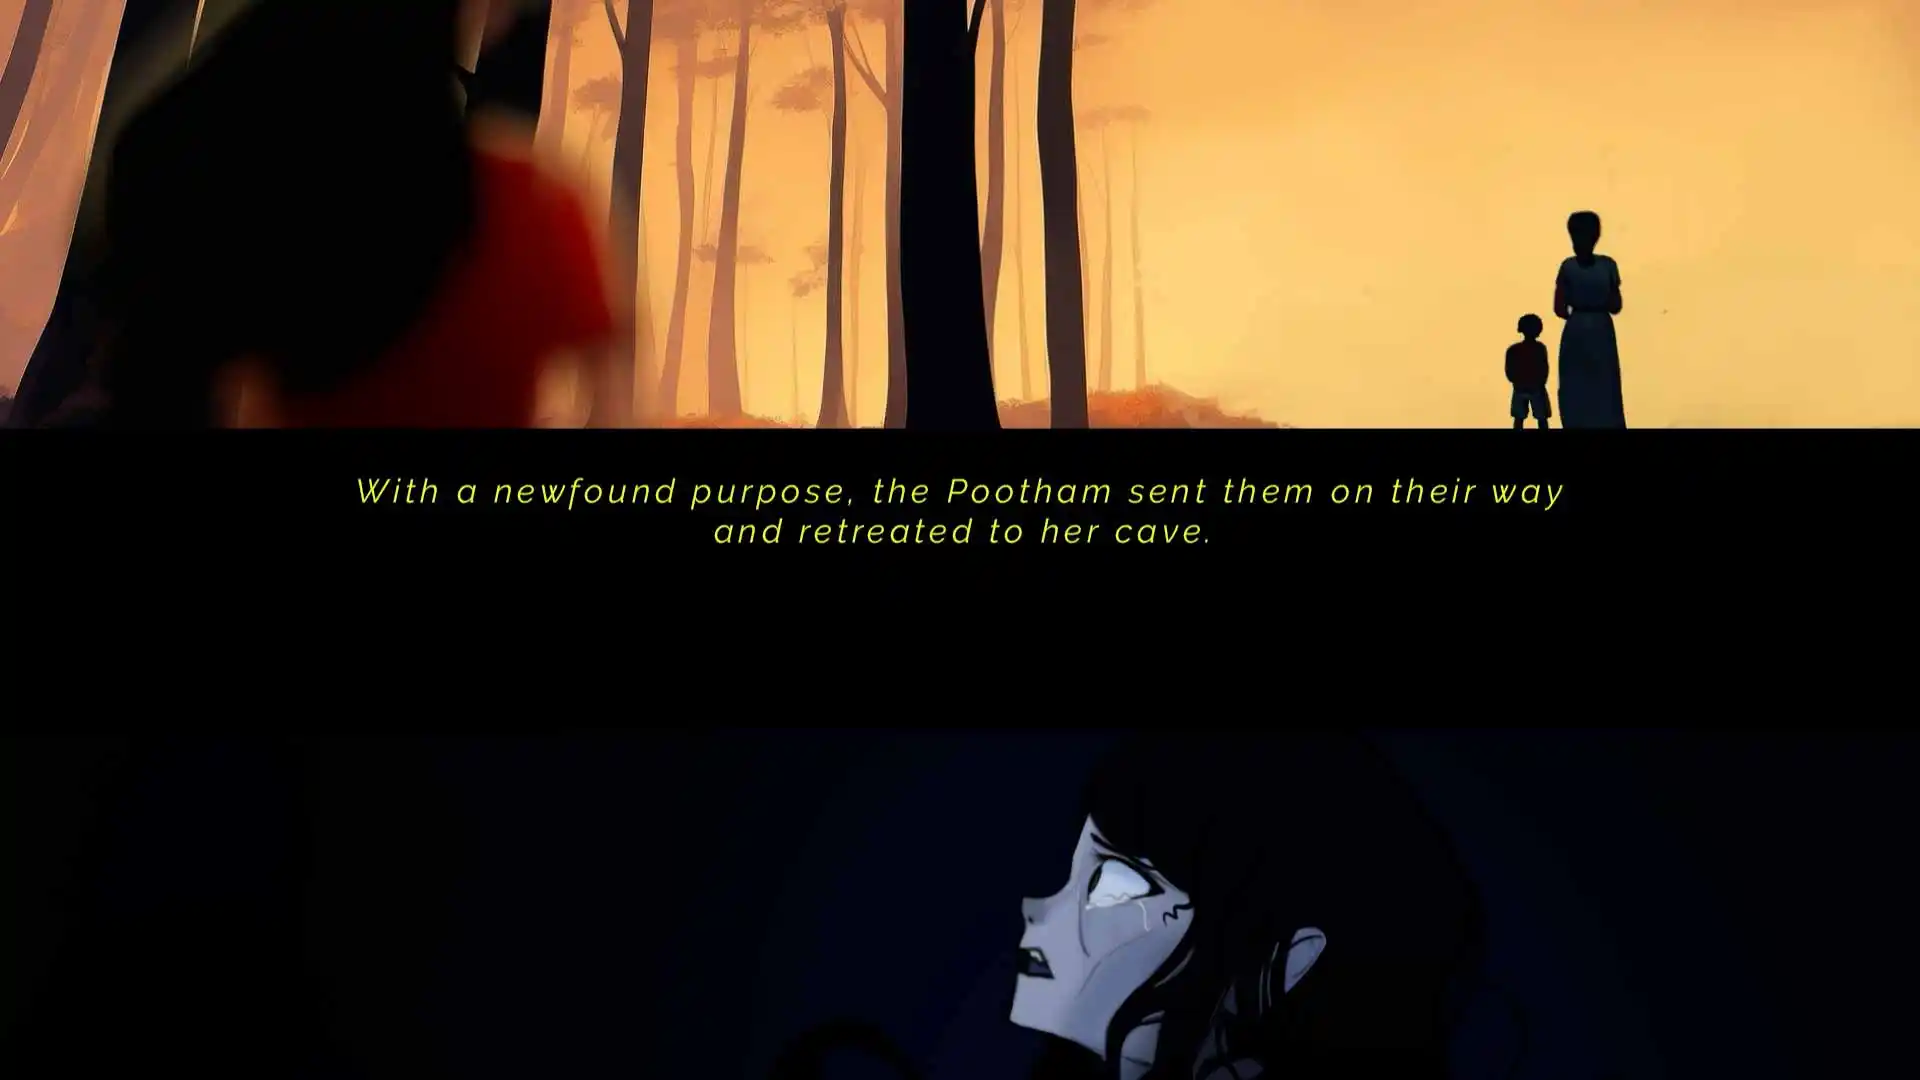 With a newfound purpose, the Pootham sent them on their way
and retreated to her cave.